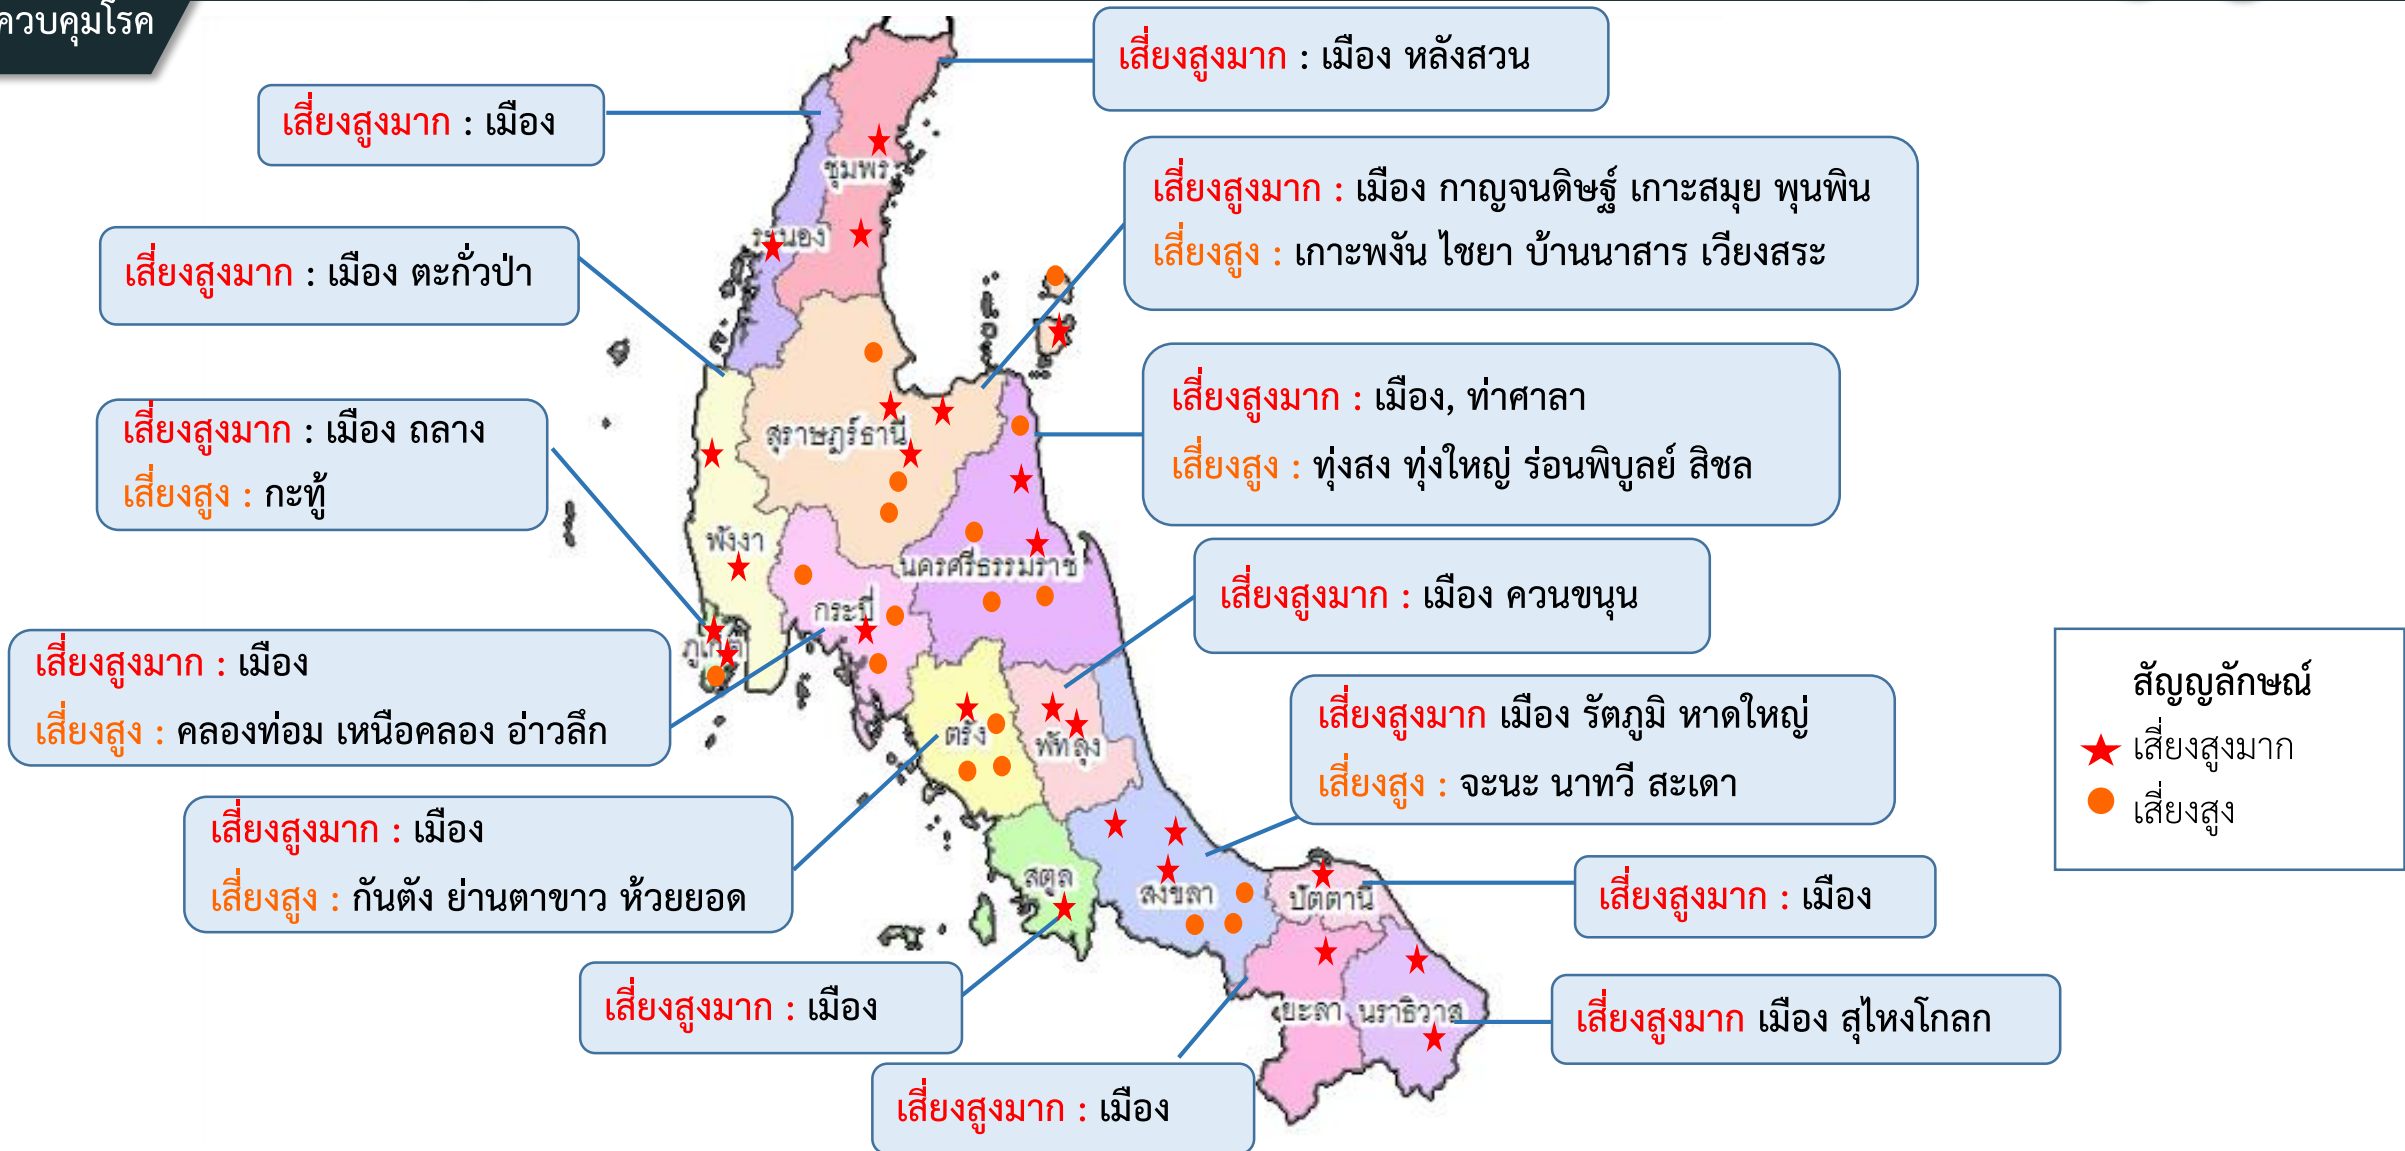 ควบคุมโรค
เสี่ยงสูงมาก : เมือง หลังสวน
เสี่ยงสูงมาก : เมือง
เสี่ยงสูงมาก : เมือง กาญจนดิษฐ์ เกาะสมุย พุนพิน
เสี่ยงสูง : เกาะพงัน ไชยา บ้านนาสาร เวียงสระ
เสี่ยงสูงมาก : เมือง ตะกั่วป่า
เสี่ยงสูงมาก : เมือง, ท่าศาลา
เสี่ยงสูง : ทุ่งสง ทุ่งใหญ่ ร่อนพิบูลย์ สิชล
เสี่ยงสูงมาก : เมือง ถลาง
เสี่ยงสูง : กะทู้
เสี่ยงสูงมาก : เมือง ควนขนุน
เสี่ยงสูงมาก : เมือง
เสี่ยงสูง : คลองท่อม เหนือคลอง อ่าวลึก
เสี่ยงสูงมาก เมือง รัตภูมิ หาดใหญ่
เสี่ยงสูง : จะนะ นาทวี สะเดา
เสี่ยงสูงมาก : เมือง
เสี่ยงสูง : กันตัง ย่านตาขาว ห้วยยอด
เสี่ยงสูงมาก : เมือง
เสี่ยงสูงมาก : เมือง
เสี่ยงสูงมาก เมือง สุไหงโกลก
เสี่ยงสูงมาก : เมือง
ชุมพร
ระนอง
สุราษฎร์ธานี
พังงา
นครศรีธรรมราช
กระบี่
ภูเก็ต
ตรัง
พัทลุง
สตูล
สงขลา
ปัตตานี
ยะลา
นราธิวาส
สัญญลักษณ์
เสี่ยงสูงมาก
เสี่ยงสูง